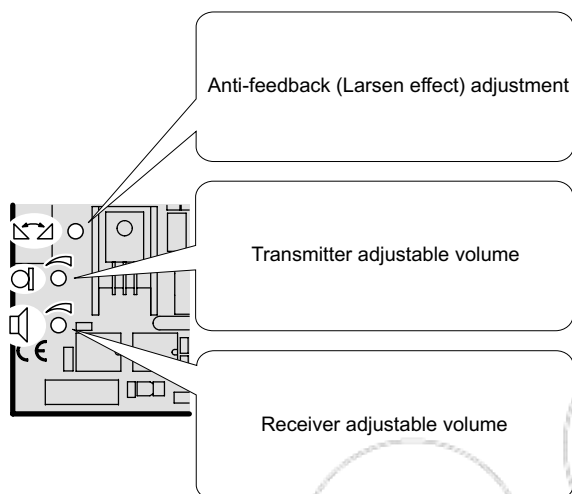 Anti-feedback (Larsen effect) adjustment
Transmitter adjustable volume
Receiver adjustable volume
CE